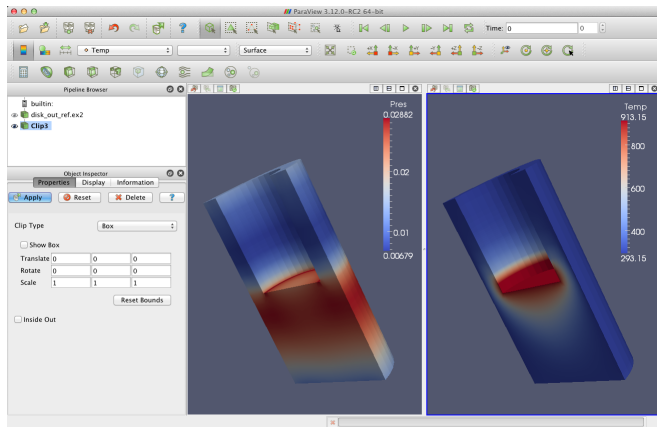 ParaView 3.12.0-RC2 64-bit
Time: 0 0
Temp Surface
Pipeline Browser
builtin:
disk_out_ref.ex2
Clip3
Object Inspector
Properties Display Information
Apply Reset Delete ?
Clip Type Box
Show Box
Translate 0 0 0
Rotate 0 0 0
Scale 1 1 1
Reset Bounds
Inside Out
Pres
0.02882
0.02
0.01
0.00679
Temp
913.15
800
600
400
293.15